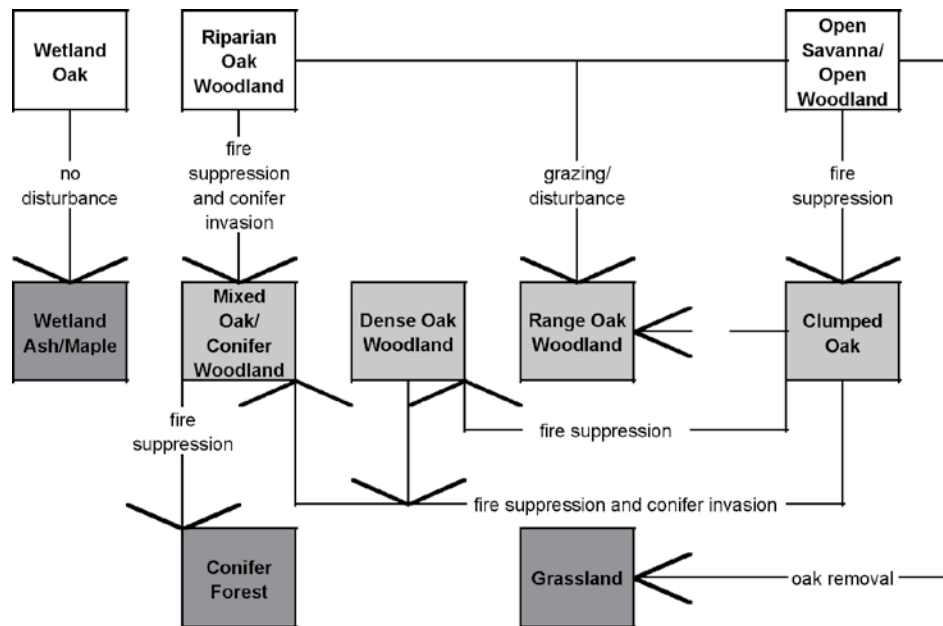 Wetland
Oak
Riparian
Oak
Woodland
Open
Savanna/
Open
Woodland
no
disturbance
fire
suppression
and conifer
invasion
grazing/
disturbance
fire
suppression
Wetland
Ash/Maple
Mixed
Oak/
Conifer
Woodland
Dense Oak
Woodland
Range Oak
Woodland
Clumped
Oak
fire
suppression
fire suppression
fire suppression and conifer invasion
Conifer
Forest
Grassland
oak removal